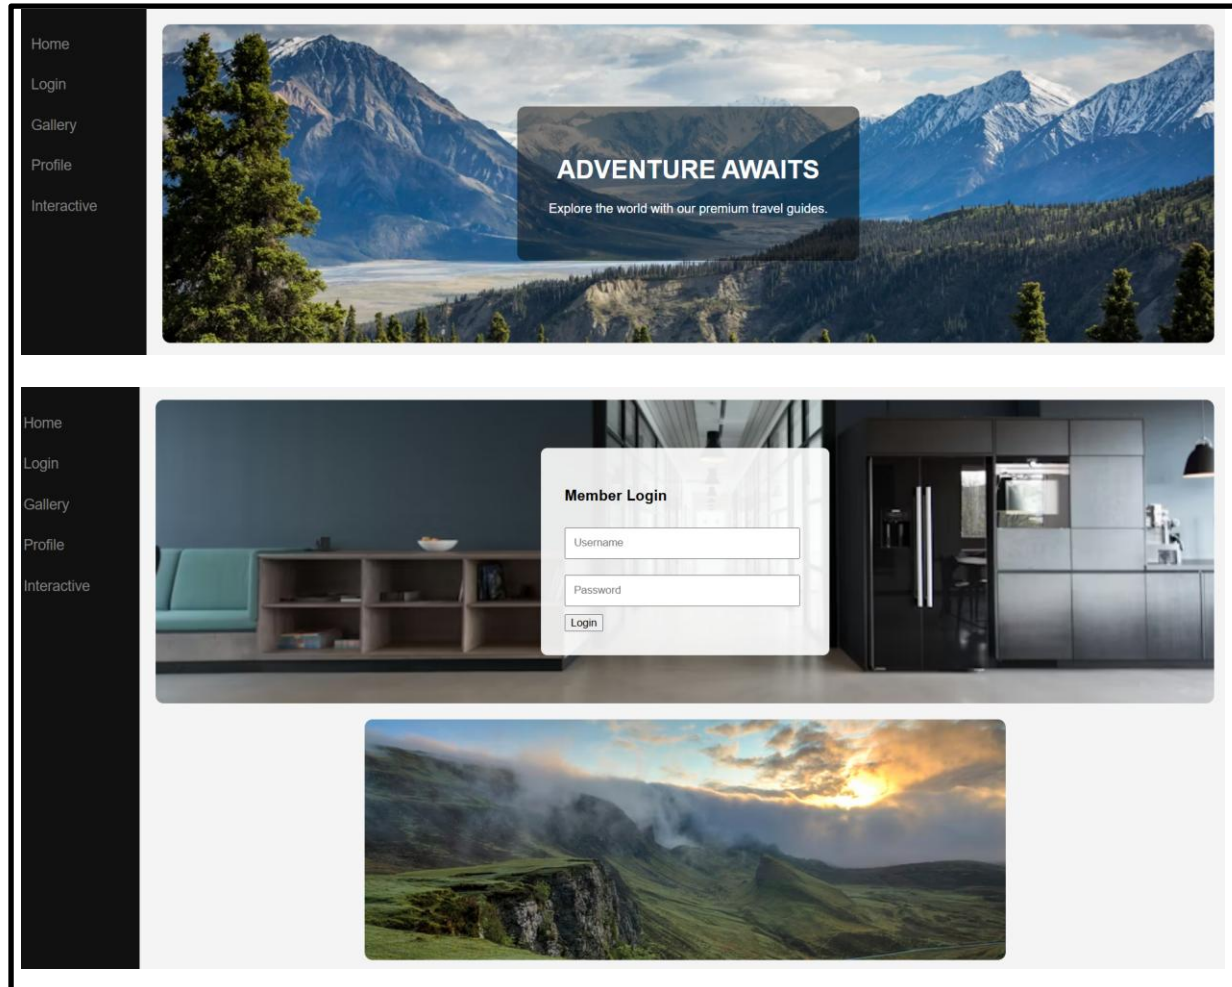 Home
Login
Gallery
Profile
Interactive
ADVENTURE AWAITS
Explore the world with our premium travel guides.
Home
Login
Gallery
Profile
Interactive
Member Login
Username
Password
Login